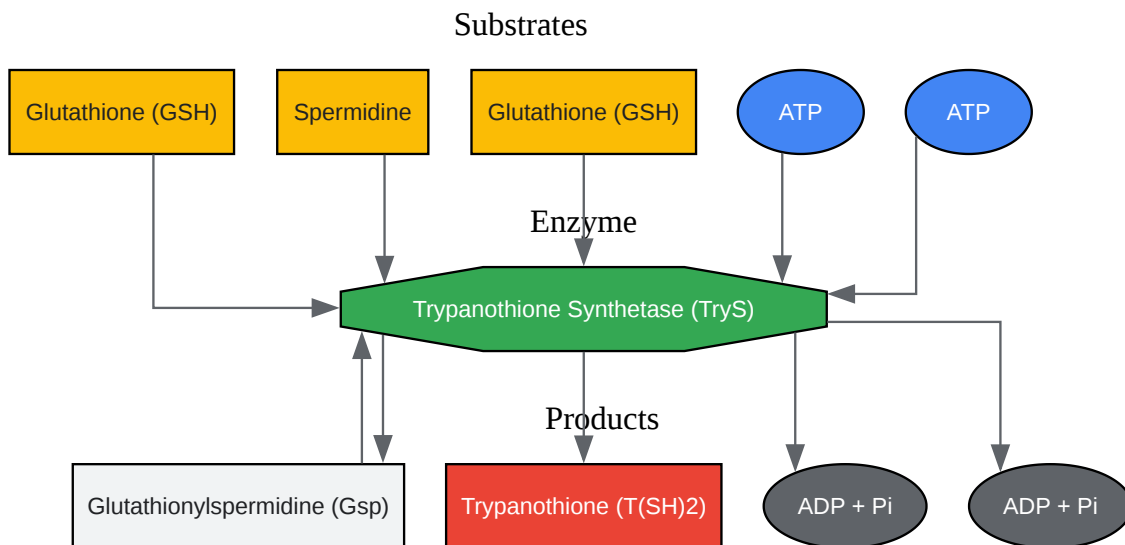 Substrates
Glutathione (GSH)
Spermidine
Glutathione (GSH)
ATP
ATP
Enzyme
Trypanothione Synthetase (TryS)
Products
Glutathionylspermidine (Gsp)
Trypanothione (T(SH)2)
ADP + Pi
ADP + Pi